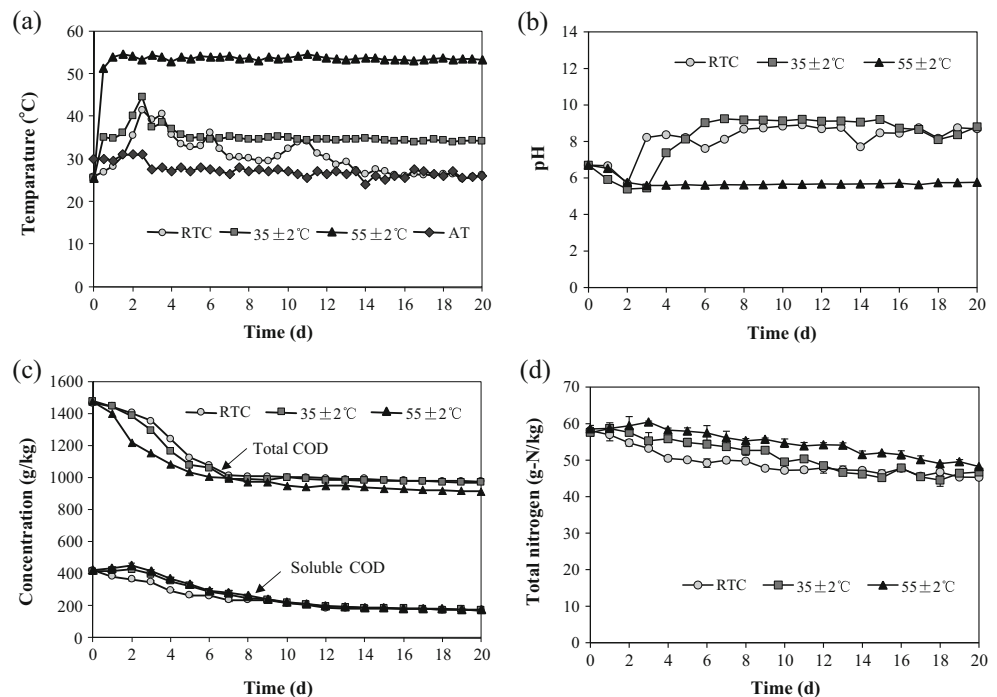 (a)
60
50
40
30
20
10
0
Temparature (°C)
RTC 35±2℃ 55±2℃ AT
0 2 4 6 8 10 12 14 16 18 20
Time (d)
(b)
14
12
10
8
6
4
2
0
pH
RTC 35±2℃ 55±2℃
0 2 4 6 8 10 12 14 16 18 20
Time (d)
(c)
1600
1400
1200
1000
800
600
400
200
0
Concentration (g/kg)
RTC 35±2℃ 55±2℃
Total COD
Soluble COD
0 2 4 6 8 10 12 14 16 18 20
Time (d)
(d)
70
60
50
40
30
20
10
0
Total nitrogen (g-N/kg)
RTC 35±2℃ 55±2℃
0 2 4 6 8 10 12 14 16 18 20
Time (d)